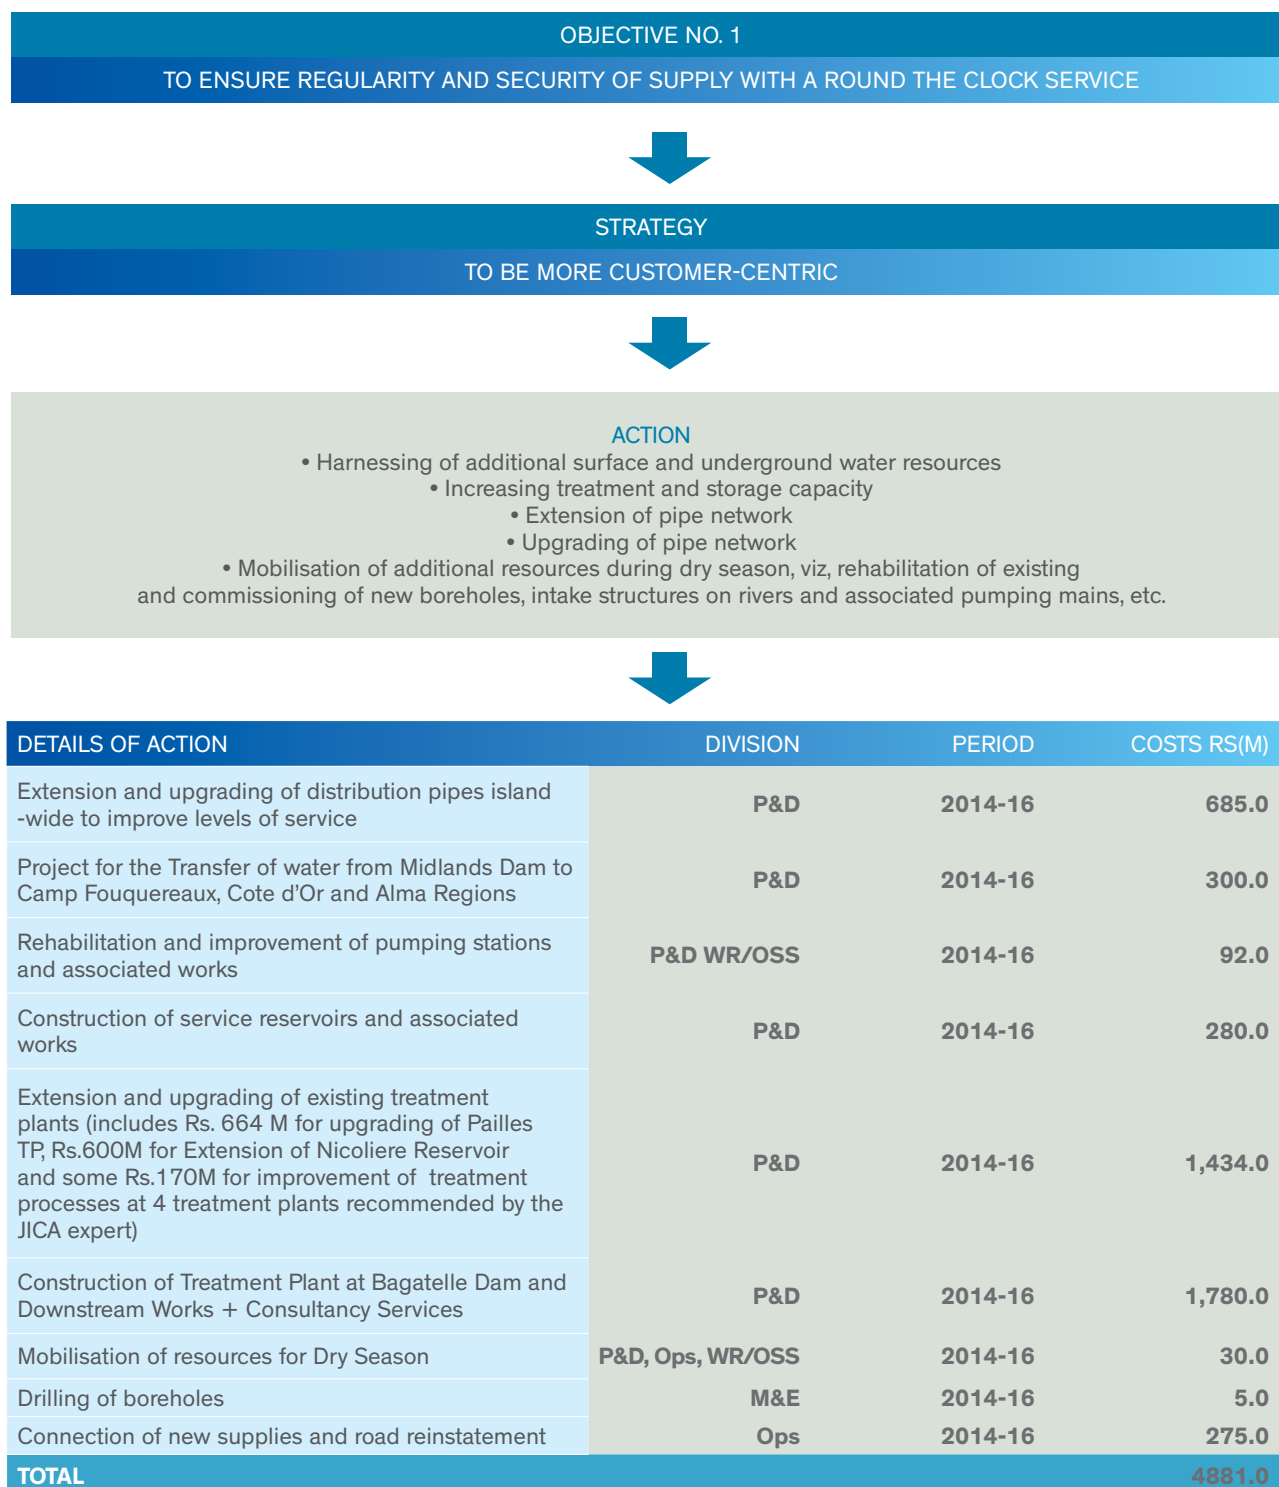 OBJECTIVE NO. 1
TO ENSURE REGULARITY AND SECURITY OF SUPPLY WITH A ROUND THE CLOCK SERVICE
STRATEGY
TO BE MORE CUSTOMER-CENTRIC
ACTION
• Harnessing of additional surface and underground water resources
• Increasing treatment and storage capacity
• Extension of pipe network
• Upgrading of pipe network
• Mobilisation of additional resources during dry season, viz, rehabilitation of existing
and commissioning of new boreholes, intake structures on rivers and associated pumping mains, etc.
DETAILS OF ACTION DIVISION PERIOD COSTS RS(M)
Extension and upgrading of distribution pipes island
-wide to improve levels of service
P&D 2014-16 685.0
Project for the Transfer of water from Midlands Dam to
Camp Fouquereaux, Cote d'Or and Alma Regions
P&D 2014-16 300.0
Rehabilitation and improvement of pumping stations
and associated works
P&D WR/OSS 2014-16 92.0
Construction of service reservoirs and associated
works
P&D 2014-16 280.0
Extension and upgrading of existing treatment
plants (includes Rs. 664 M for upgrading of Pailles
TP, Rs.600M for Extension of Nicoliere Reservoir
and some Rs.170M for improvement of treatment
processes at 4 treatment plants recommended by the
JICA expert)
P&D 2014-16 1,434.0
Construction of Treatment Plant at Bagatelle Dam and
Downstream Works + Consultancy Services
P&D 2014-16 1,780.0
Mobilisation of resources for Dry Season P&D, Ops, WR/OSS 2014-16 30.0
Drilling of boreholes M&E 2014-16 5.0
Connection of new supplies and road reinstatement Ops 2014-16 275.0
TOTAL 4881.0